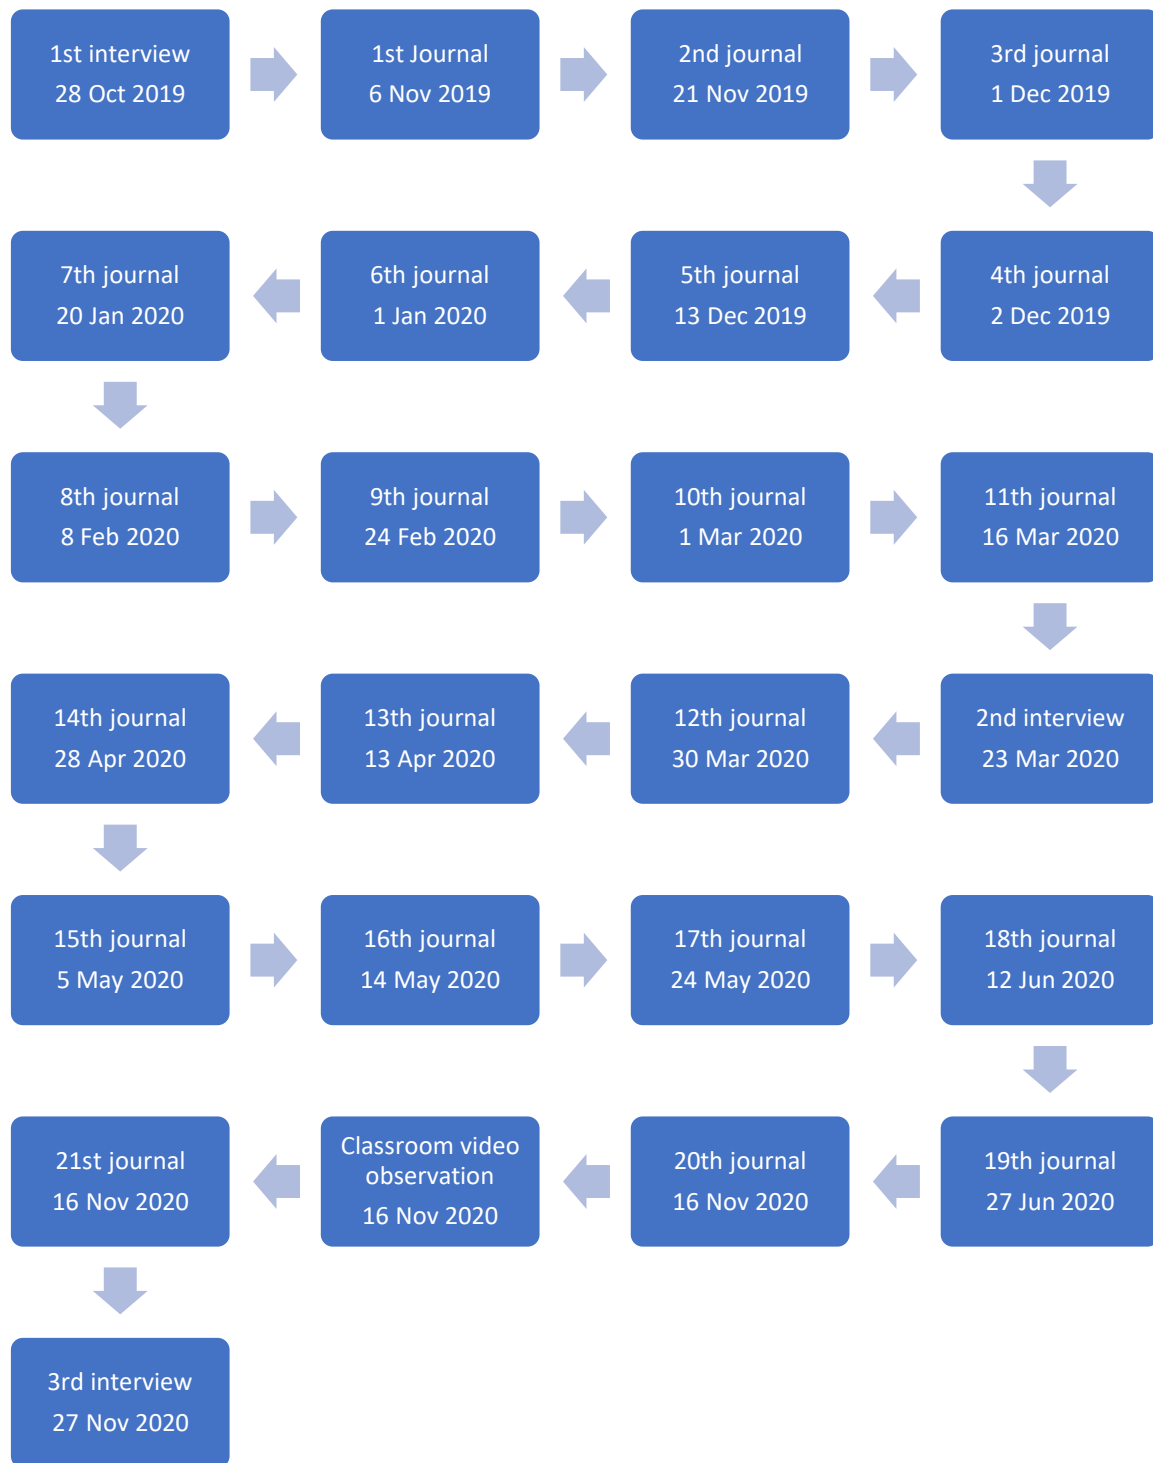 1st interview
28 Oct 2019
1st Journal
6 Nov 2019
2nd journal
21 Nov 2019
3rd journal
1 Dec 2019
4th journal
2 Dec 2019
5th journal
13 Dec 2019
6th journal
1 Jan 2020
7th journal
20 Jan 2020
8th journal
8 Feb 2020
9th journal
24 Feb 2020
10th journal
1 Mar 2020
11th journal
16 Mar 2020
2nd interview
23 Mar 2020
12th journal
30 Mar 2020
13th journal
13 Apr 2020
14th journal
28 Apr 2020
15th journal
5 May 2020
16th journal
14 May 2020
17th journal
24 May 2020
18th journal
12 Jun 2020
19th journal
27 Jun 2020
20th journal
16 Nov 2020
Classroom video
observation
16 Nov 2020
21st journal
16 Nov 2020
3rd interview
27 Nov 2020